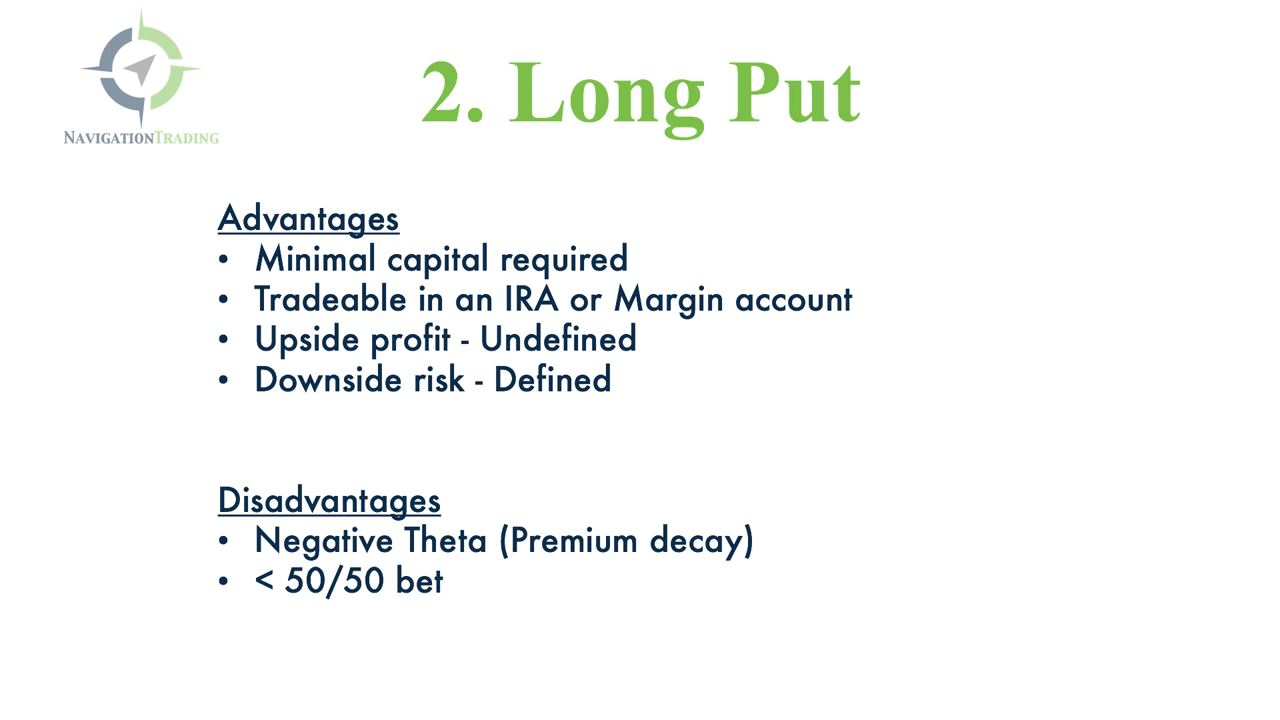 NAVIGATIONTRADING
2. Long Put
Advantages
• Minimal capital required
• Tradeable in an IRA or Margin account
• Upside profit - Undefined
• Downside risk - Defined
Disadvantages
• Negative Theta (Premium decay)
• < 50/50 bet